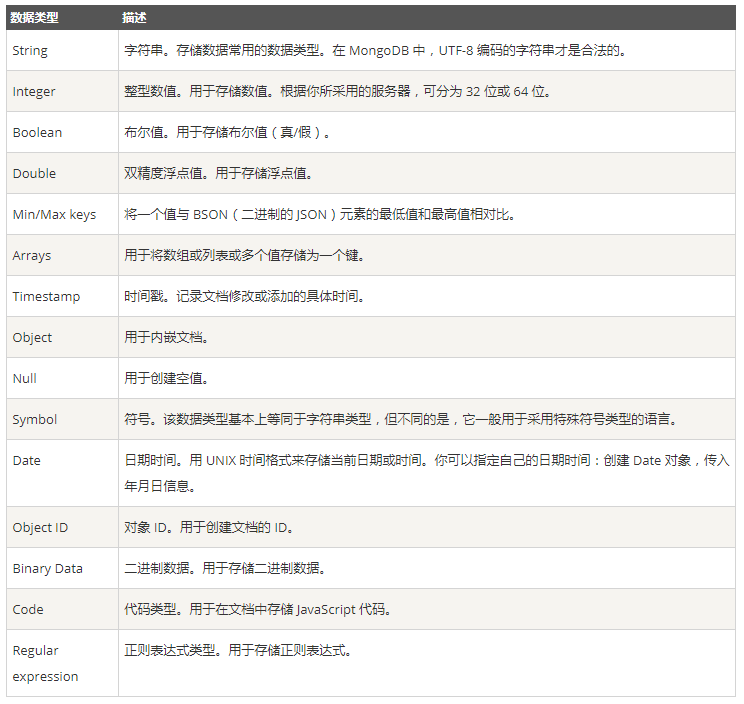 数据类型 描述
String 字符串。存储数据常用的数据类型。在 MongoDB 中，UTF-8 编码的字符串才是合法的。
Integer 整型数值。用于存储数值。根据你所采用的服务器，可分为 32 位或 64 位。
Boolean 布尔值。用于存储布尔值（真/假）。
Double 双精度浮点值。用于存储浮点值。
Min/Max keys 将一个值与 BSON（二进制的 JSON）元素的最低值和最高值相对比。
Arrays 用于将数组或列表或多个值存储为一个键。
Timestamp 时间戳。记录文档修改或添加的具体时间。
Object 用于内嵌文档。
Null 用于创建空值。
Symbol 符号。该数据类型基本上等同于字符串类型，但不同的是，它一般用于采用特殊符号类型的语言。
Date 日期时间。用 UNIX 时间格式来存储当前日期或时间。你可以指定自己的日期时间：创建 Date 对象，传入
年月日信息。
Object ID 对象 ID。用于创建文档的 ID。
Binary Data 二进制数据。用于存储二进制数据。
Code 代码类型。用于在文档中存储 JavaScript 代码。
Regular 正则表达式类型。用于存储正则表达式。
expression